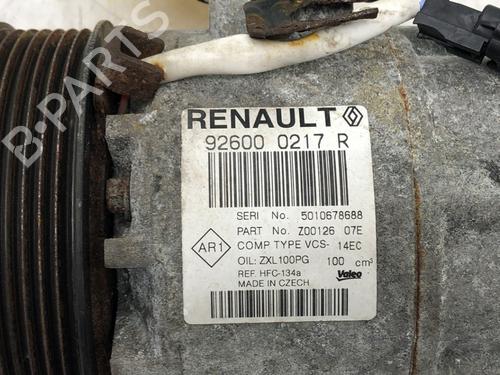 B-PARTS
RENAULT
92600 0217 R
SERI No. 5010678688
PART No. Z00126 07E
COMP TYPE VCS- 14EC
AR1
OIL: ZXL100PG 100 cm³
REF. HFC-134a
MADE IN CZECH Valeo